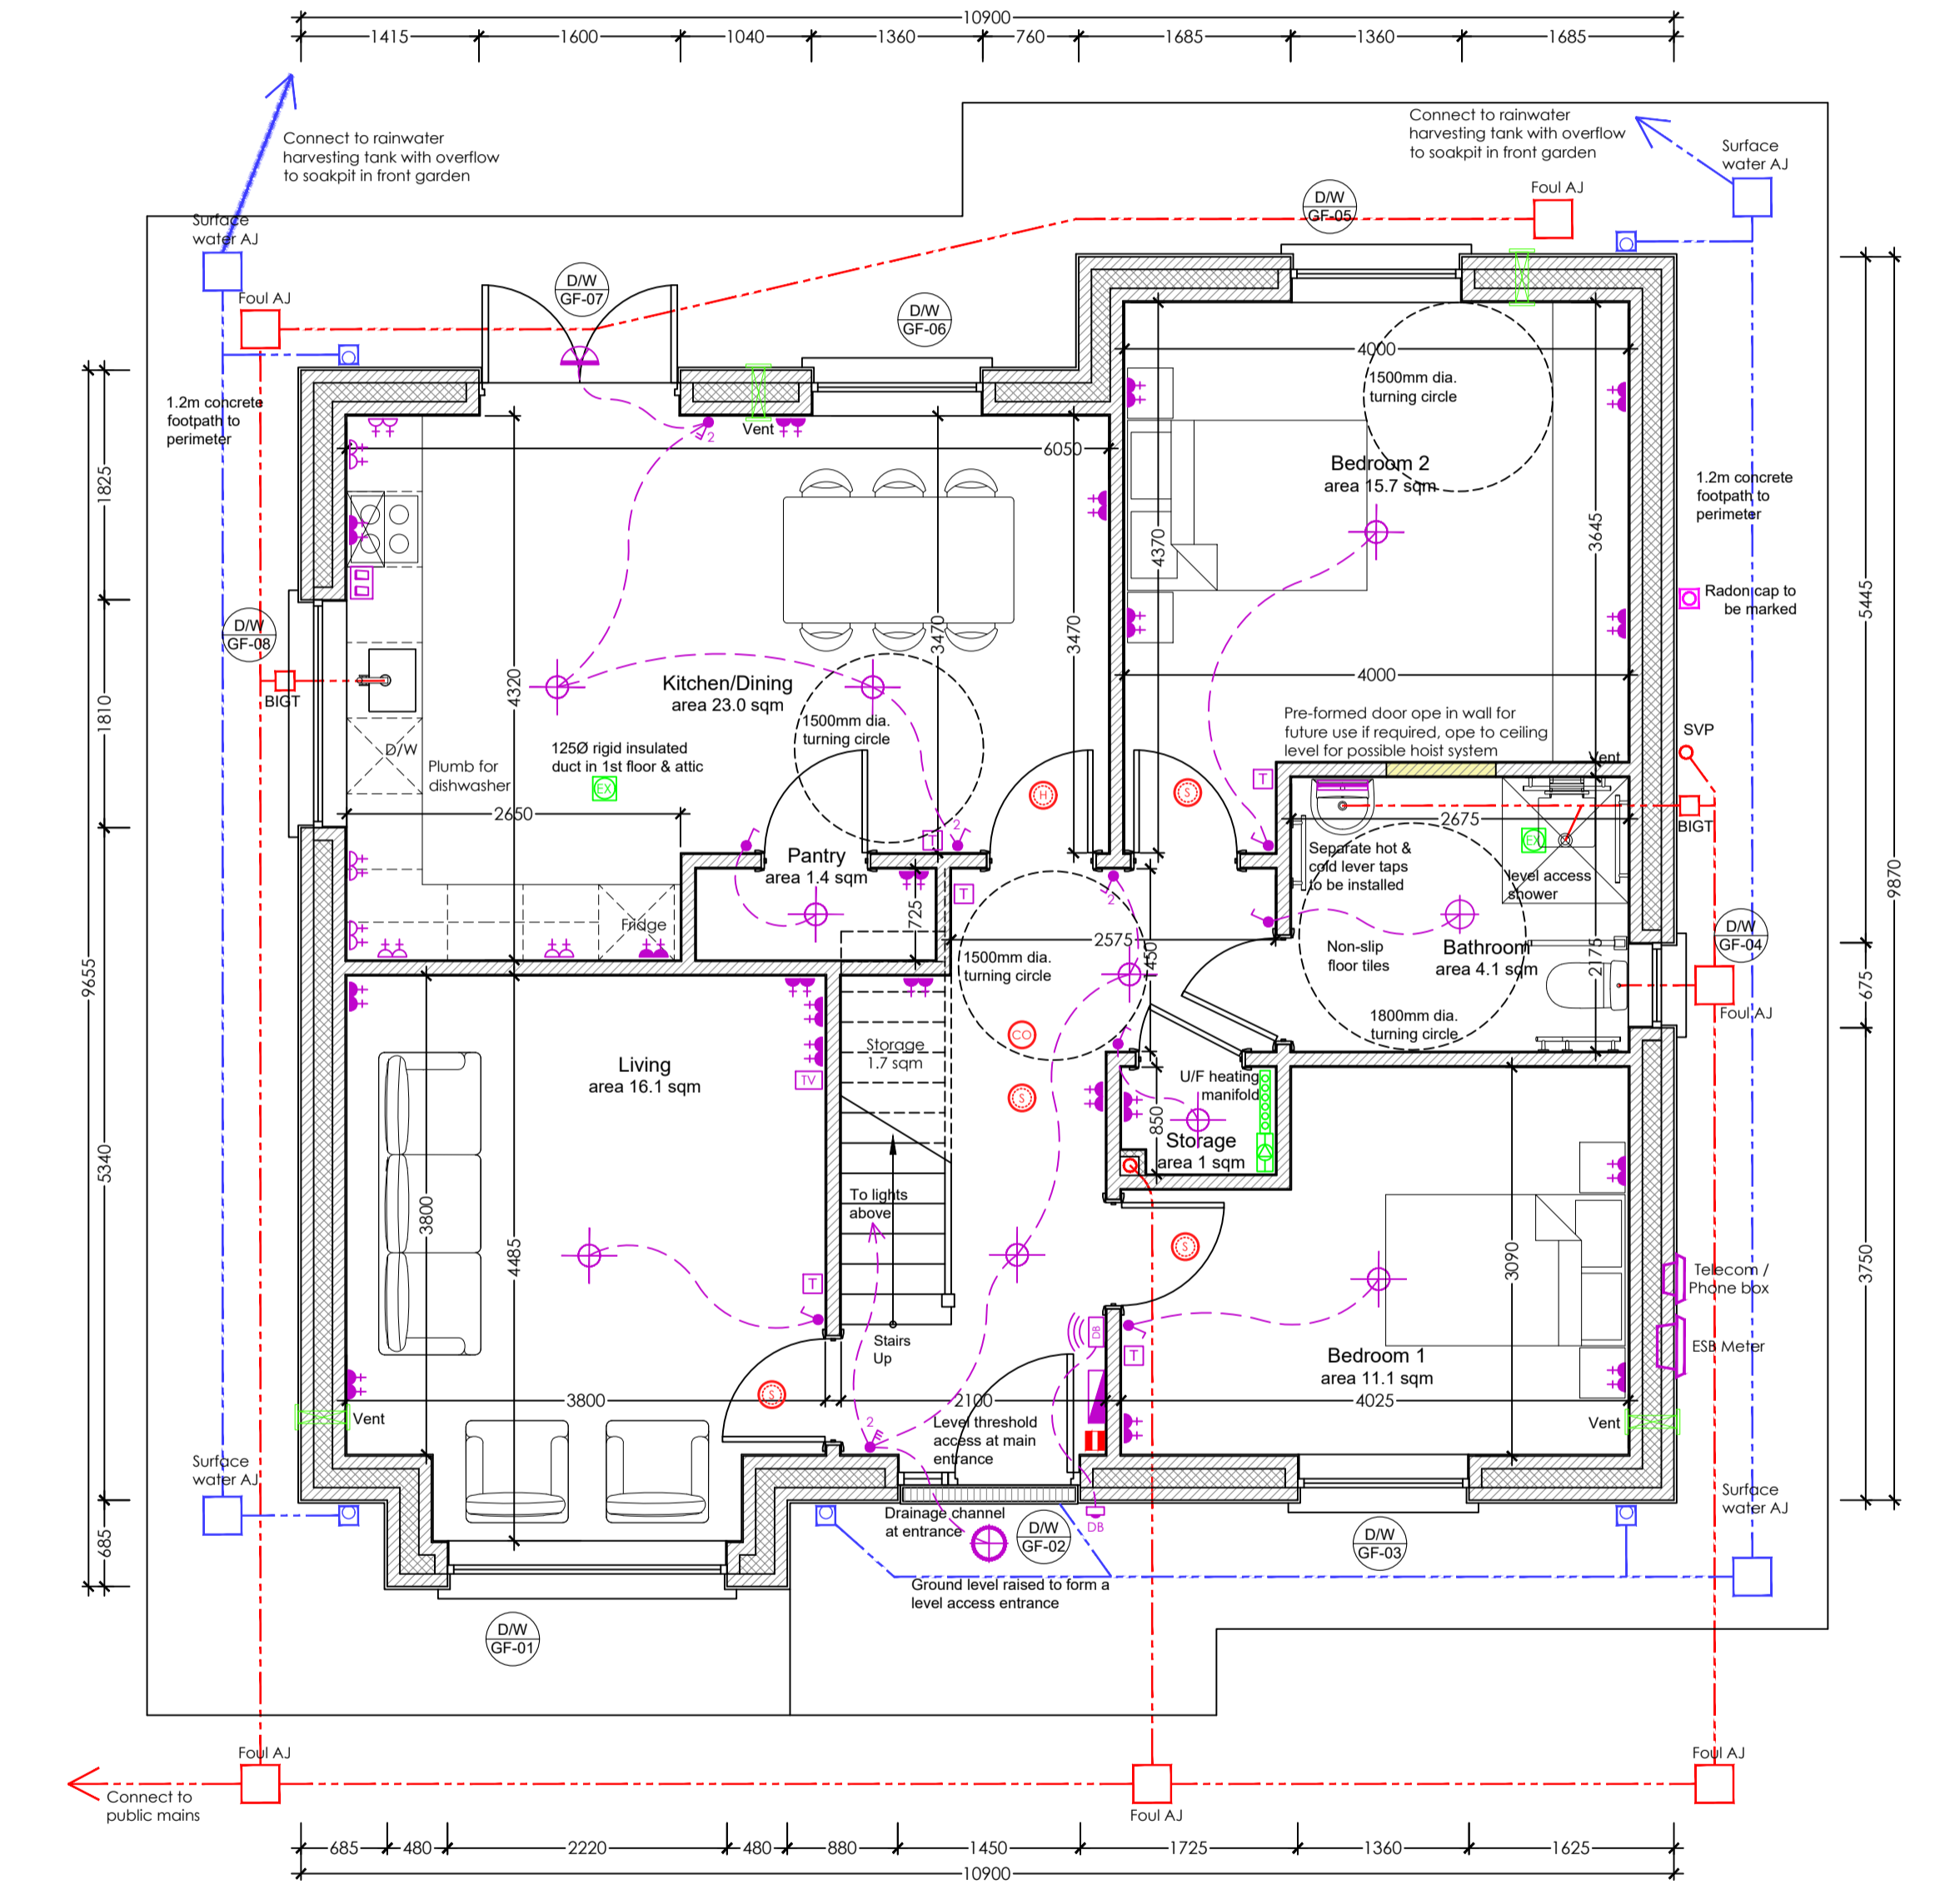 10900
1415
1600
1040
1360
760
1685
1360
1685
Connect to rainwater
harvesting tank with overflow
to soakpit in front garden
Connect to rainwater
harvesting tank with overflow
to soakpit in front garden
Surface
water AJ
Foul AJ
D/W
GF-05
Surface
water AJ
Foul AJ
D/W
GF-07
D/W
GF-06
1.2m concrete
footpath to
perimeter
Vent
2
6050
4000
1500mm dia.
turning circle
Bedroom 2
area 15.7 sqm
1.2m concrete
footpath to
perimeter
1825
4370
3645
5445
Radon cap to
be marked
D/W
GF-08
BIGT
3470
3470
4320
Kitchen/Dining
area 23.0 sqm
1500mm dia.
turning circle
4000
Pre-formed door ope in wall for
future use if required, ope to ceiling
level for possible hoist system
Vent
SVP
1810
D/W
Plumb for
dishwasher
125Ø rigid insulated
duct in 1st floor & attic
EX
H
S
T
2650
2
T
2675
BIGT
Separate hot &
cold lever taps
to be installed
EX
level access
shower
Pantry
area 1.4 sqm
725
T
2
Fridge
2575
1450
1500mm dia.
turning circle
Non-slip
floor tiles
Bathroom
area 4.1 sqm
2175
D/W
GF-04
9870
675
9655
1800mm dia.
turning circle
Foul AJ
CO
S
Living
area 16.1 sqm
TV
Storage
1.7 sqm
U/F heating
manifold
850
Storage
area 1 sqm
5340
3800
4485
To lights
above
S
3090
3750
T
Telecom /
Phone box
Stairs
Up
DB
T
ESB Meter
Bedroom 1
area 11.1 sqm
S
3800
2100
4025
Vent
2
Level threshold
access at main
entrance
Vent
Surface
water AJ
Surface
water AJ
Drainage channel
at entrance
D/W
GF-02
DB
D/W
GF-03
685
Ground level raised to form a
level access entrance
D/W
GF-01
Foul AJ
Foul AJ
Connect to
public mains
Foul AJ
685
480
2220
480
880
1450
1725
1360
1625
10900